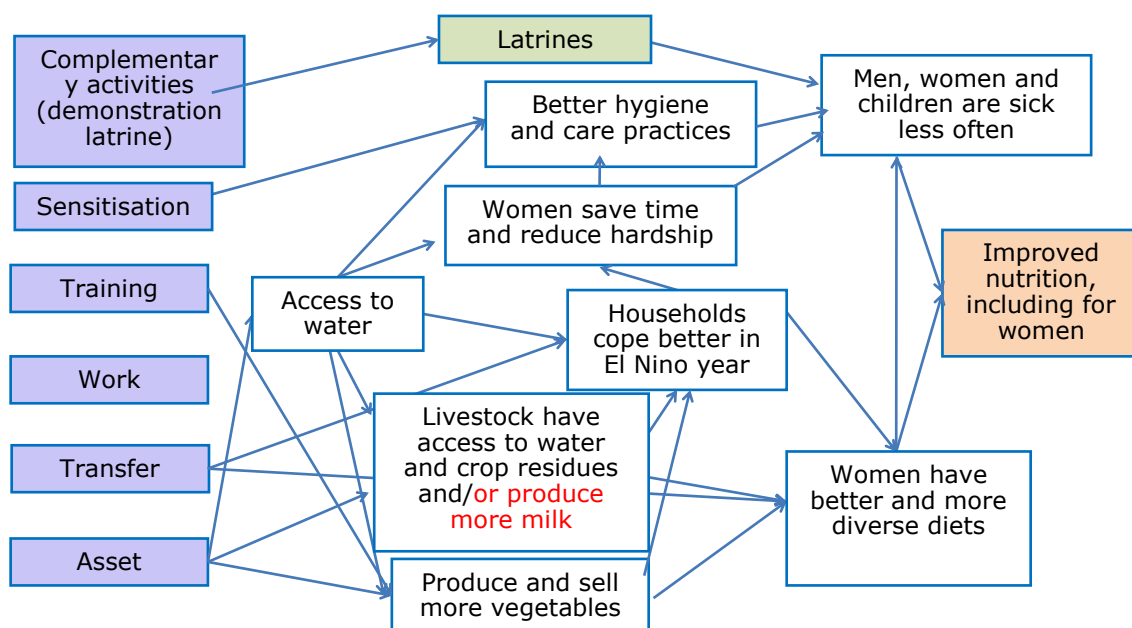 Complementar
y activities
(demonstration
latrine)
Latrines
Better hygiene
and care practices
Men, women and
children are sick
less often
Sensitisation
Women save time
and reduce hardship
Training
Access to
water
Households
cope better in
El Nino year
Improved
nutrition,
including for
women
Work
Livestock have
access to water
and crop residues
and/or produce
more milk
Transfer
Women have
better and more
diverse diets
Asset
Produce and sell
more vegetables